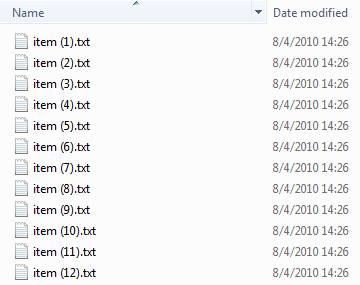 Name Date modified
item (1).txt 8/4/2010 14:26
item (2).txt 8/4/2010 14:26
item (3).txt 8/4/2010 14:26
item (4).txt 8/4/2010 14:26
item (5).txt 8/4/2010 14:26
item (6).txt 8/4/2010 14:26
item (7).txt 8/4/2010 14:26
item (8).txt 8/4/2010 14:26
item (9).txt 8/4/2010 14:26
item (10).txt 8/4/2010 14:26
item (11).txt 8/4/2010 14:26
item (12).txt 8/4/2010 14:26